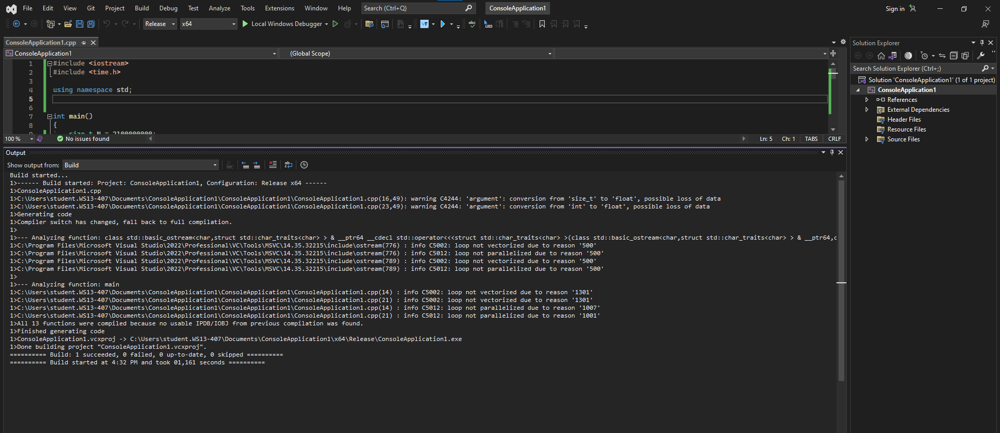 File Edit View Git Project Build Debug Test Analyze Tools Extensions Window Help Search (Ctrl+Q) ConsoleApplication1 Sign in
Release x64 Local Windows Debugger
ConsoleApplication1.cpp
ConsoleApplication1 (Global Scope)
1 #include <iostream>
2 #include <time.h>
3
4 using namespace std;
5
6
7 int main()
8 {
9 size_t N = 2100000000;
100 % No issues found Ln: 5 Ch: 1 TABS CRLF
Output
Show output from: Build
Build started...
1>------ Build started: Project: ConsoleApplication1, Configuration: Release x64 ------
1>ConsoleApplication1.cpp
1>C:\Users\student.WS13-407\Documents\ConsoleApplication1\ConsoleApplication1\ConsoleApplication1.cpp(16,49): warning C4244: 'argument': conversion from 'size_t' to 'float', possible loss of data
1>C:\Users\student.WS13-407\Documents\ConsoleApplication1\ConsoleApplication1\ConsoleApplication1.cpp(23,49): warning C4244: 'argument': conversion from 'int' to 'float', possible loss of data
1>Generating code
1>Compiler switch has changed, fall back to full compilation.
1>
1>--- Analyzing function: class std::basic_ostream<char,struct std::char_traits<char> > & __ptr64 __cdecl std::operator<<<struct std::char_traits<char> >(class std::basic_ostream<char,struct std::char_traits<char> > & __ptr64,c
1>C:\Program Files\Microsoft Visual Studio\2022\Professional\VC\Tools\MSVC\14.35.32215\include\ostream(776) : info C5002: loop not vectorized due to reason '500'
1>C:\Program Files\Microsoft Visual Studio\2022\Professional\VC\Tools\MSVC\14.35.32215\include\ostream(776) : info C5012: loop not parallelized due to reason '500'
1>C:\Program Files\Microsoft Visual Studio\2022\Professional\VC\Tools\MSVC\14.35.32215\include\ostream(789) : info C5002: loop not vectorized due to reason '500'
1>C:\Program Files\Microsoft Visual Studio\2022\Professional\VC\Tools\MSVC\14.35.32215\include\ostream(789) : info C5012: loop not parallelized due to reason '500'
1>
1>--- Analyzing function: main
1>C:\Users\student.WS13-407\Documents\ConsoleApplication1\ConsoleApplication1\ConsoleApplication1.cpp(14) : info C5002: loop not vectorized due to reason '1301'
1>C:\Users\student.WS13-407\Documents\ConsoleApplication1\ConsoleApplication1\ConsoleApplication1.cpp(21) : info C5002: loop not vectorized due to reason '1301'
1>C:\Users\student.WS13-407\Documents\ConsoleApplication1\ConsoleApplication1\ConsoleApplication1.cpp(14) : info C5012: loop not parallelized due to reason '1007'
1>C:\Users\student.WS13-407\Documents\ConsoleApplication1\ConsoleApplication1\ConsoleApplication1.cpp(21) : info C5012: loop not parallelized due to reason '1001'
1>All 13 functions were compiled because no usable IPDB/IOBJ from previous compilation was found.
1>Finished generating code
1>ConsoleApplication1.vcxproj -> C:\Users\student.WS13-407\Documents\ConsoleApplication1\x64\Release\ConsoleApplication1.exe
1>Done building project "ConsoleApplication1.vcxproj".
========== Build: 1 succeeded, 0 failed, 0 up-to-date, 0 skipped ==========
========== Build started at 4:32 PM and took 01,161 seconds ==========
Solution Explorer
Search Solution Explorer (Ctrl+;)
Solution 'ConsoleApplication1' (1 of 1 project)
ConsoleApplication1
References
External Dependencies
Header Files
Resource Files
Source Files